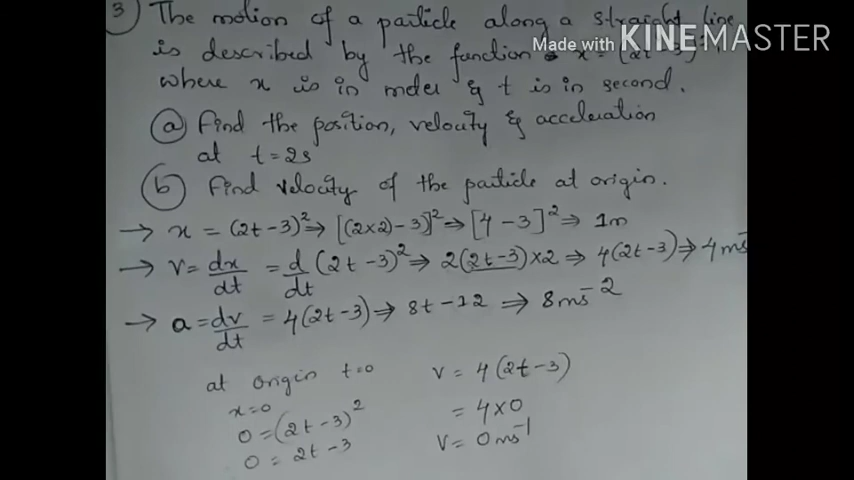 3 The motion of a particle along a straight line
Made with KINEMASTER
is described by the function x = (2t - 3)
where x is in meter & t is in second.
(a) Find the position, velocity & acceleration
at t = 2s
(b) Find velocity of the particle at origin.
→ x = (2t-3)² ⇒ [(2×2)-3)]² ⇒ [4-3]² ⇒ 1m
→ v = dx/dt = d/dt (2t-3)² ⇒ 2(2t-3)×2 ⇒ 4(2t-3) ⇒ 4ms⁻
→ a = dv/dt = 4(2t-3) ⇒ 8t-12 ⇒ 8ms⁻²
at origin t=0
x=0
0 = (2t-3)²
0 = 2t-3
v = 4(2t-3)
= 4×0
v = 0ms⁻¹